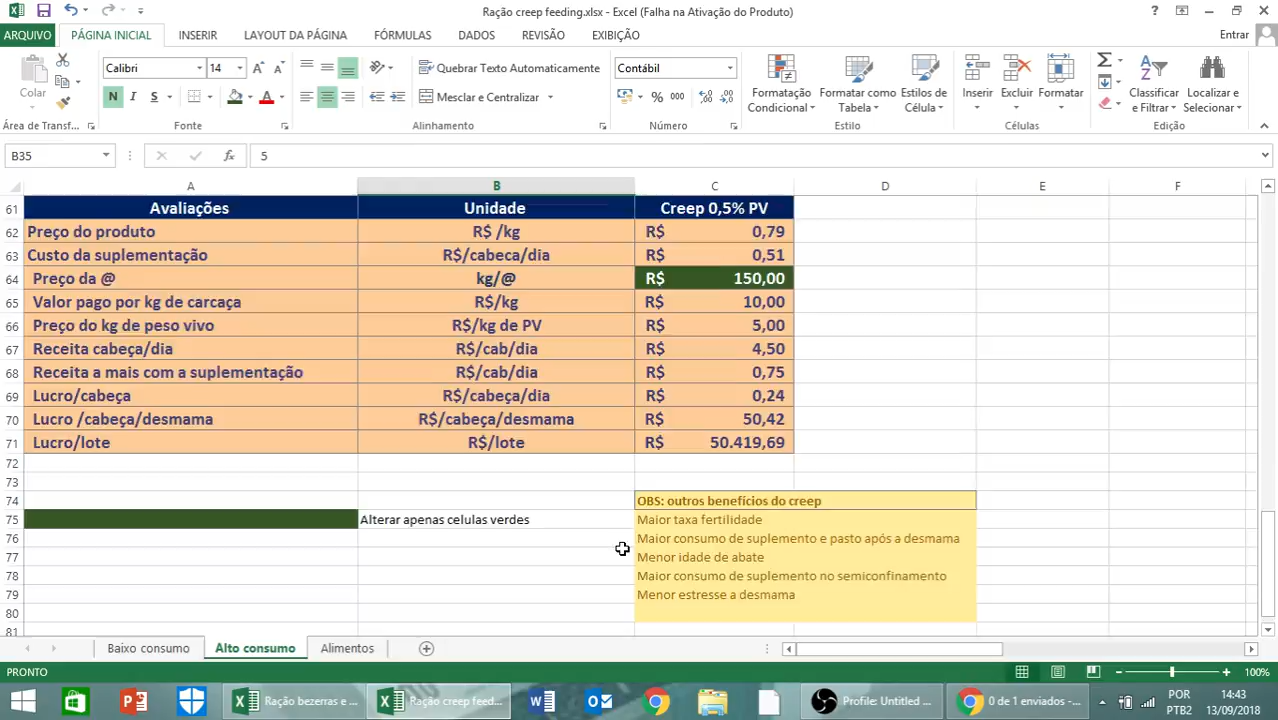 Ração creep feeding.xlsx - Excel (Falha na Ativação do Produto)
ARQUIVO PÁGINA INICIAL INSERIR LAYOUT DA PÁGINA FÓRMULAS DADOS REVISÃO EXIBIÇÃO Entrar
Colar Calibri 14 Quebrar Texto Automaticamente Contábil
N I S Mesclar e Centralizar % 000
Formatação Condicional Formatar como Tabela Estilos de Célula Inserir Excluir Formatar Classificar e Filtrar Localizar e Selecionar
Área de Transf... Fonte Alinhamento Número Estilo Células Edição
B35 fx 5
A B C D E F
61 Avaliações Unidade Creep 0,5% PV
62 Preço do produto R$ /kg R$ 0,79
63 Custo da suplementação R$/cabeca/dia R$ 0,51
64 Preço da @ kg/@ R$ 150,00
65 Valor pago por kg de carcaça R$/kg R$ 10,00
66 Preço do kg de peso vivo R$/kg de PV R$ 5,00
67 Receita cabeça/dia R$/cab/dia R$ 4,50
68 Receita a mais com a suplementação R$/cab/dia R$ 0,75
69 Lucro/cabeça R$/cabeça/dia R$ 0,24
70 Lucro /cabeça/desmama R$/cabeça/desmama R$ 50,42
71 Lucro/lote R$/lote R$ 50.419,69
72
73
74 OBS: outros benefícios do creep
75 Alterar apenas celulas verdes Maior taxa fertilidade
76 Maior consumo de suplemento e pasto após a desmama
77 Menor idade de abate
78 Maior consumo de suplemento no semiconfinamento
79 Menor estresse a desmama
80
81
Baixo consumo Alto consumo Alimentos
PRONTO 100%
Ração bezerras e ... Ração creep feed... Profile: Untitled ... 0 de 1 enviados -... POR 14:43
PTB2 13/09/2018